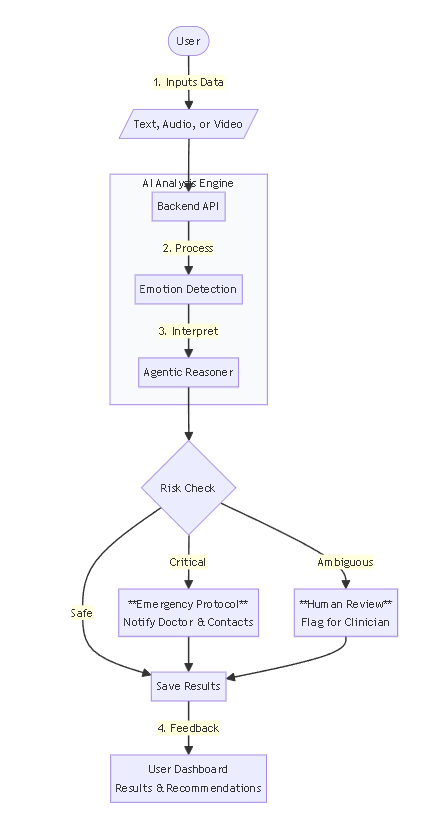 User
1. Inputs Data
Text, Audio, or Video
AI Analysis Engine
Backend API
2. Process
Emotion Detection
3. Interpret
Agentic Reasoner
Risk Check
Safe
Critical
Ambiguous
**Emergency Protocol**
Notify Doctor & Contacts
**Human Review**
Flag for Clinician
Save Results
4. Feedback
User Dashboard
Results & Recommendations